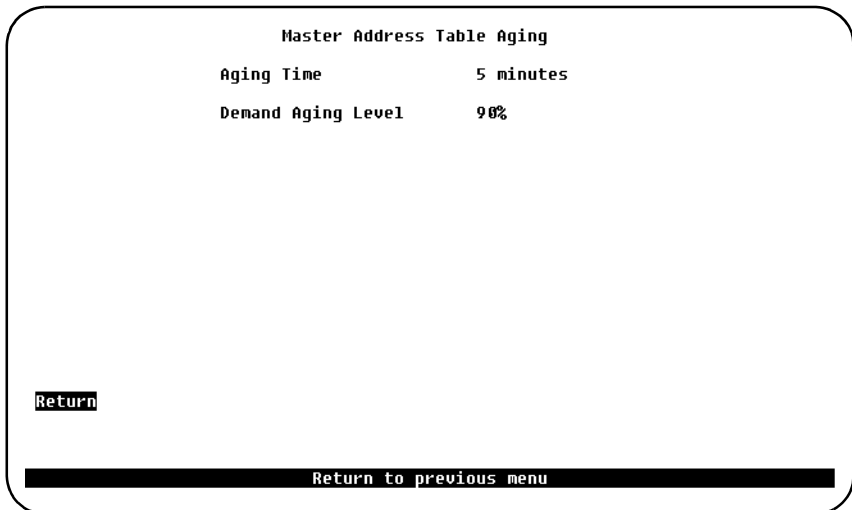 Master Address Table Aging
Aging Time 5 minutes
Demand Aging Level 90%
Return
Return to previous menu